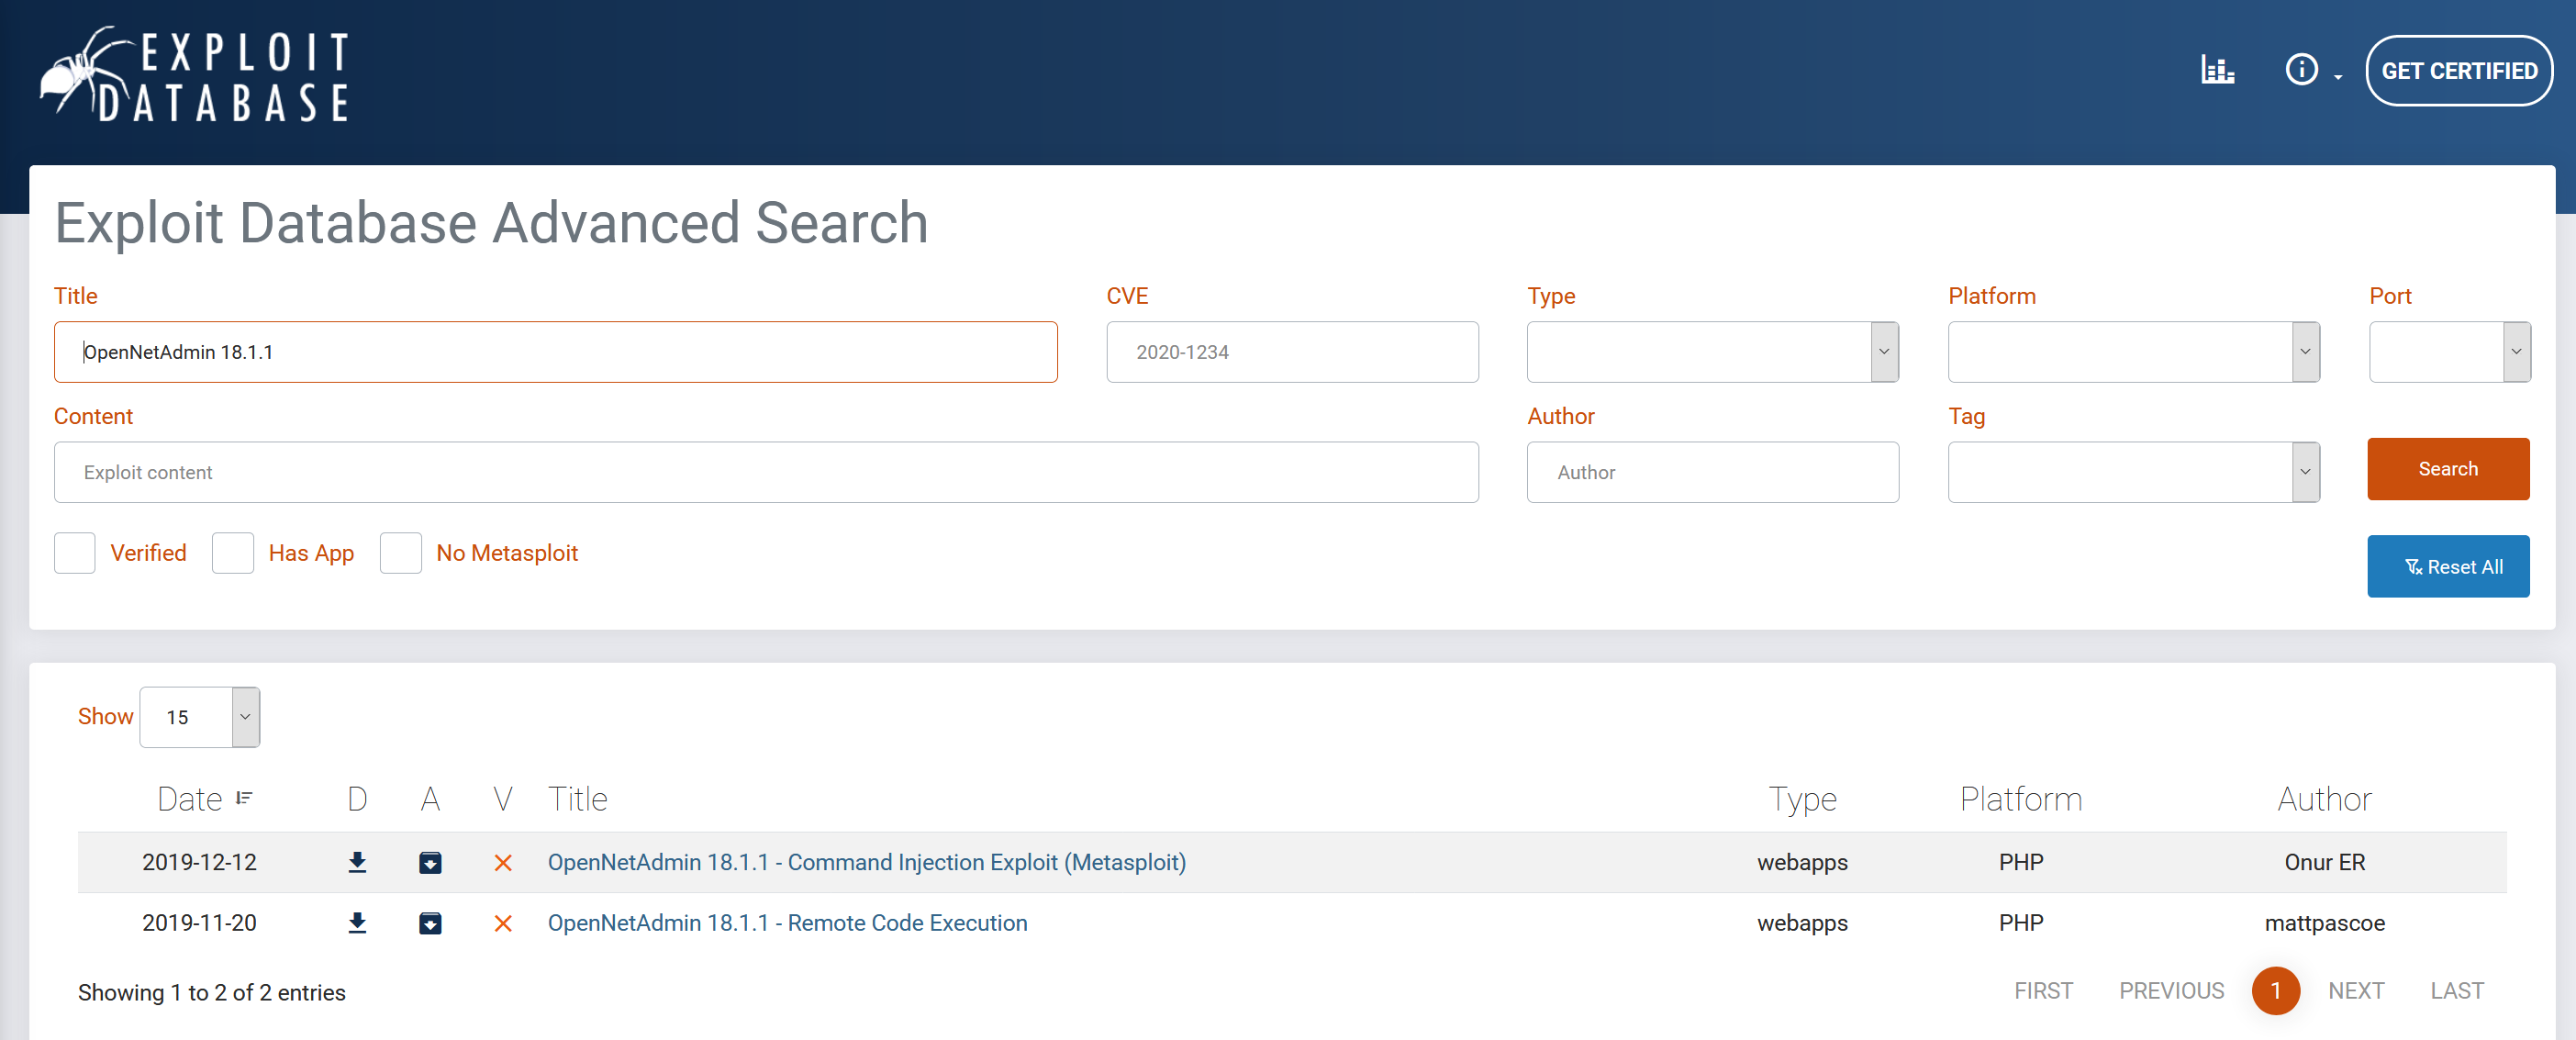 EXPLOIT
DATABASE
GET CERTIFIED
Exploit Database Advanced Search
Title
CVE
Type
Platform
Port
OpenNetAdmin 18.1.1
2020-1234
Content
Author
Tag
Exploit content
Author
Search
Verified
Has App
No Metasploit
Reset All
Show 15
Date D A V Title Type Platform Author
2019-12-12 OpenNetAdmin 18.1.1 - Command Injection Exploit (Metasploit) webapps PHP Onur ER
2019-11-20 OpenNetAdmin 18.1.1 - Remote Code Execution webapps PHP mattpascoe
Showing 1 to 2 of 2 entries
FIRST PREVIOUS 1 NEXT LAST